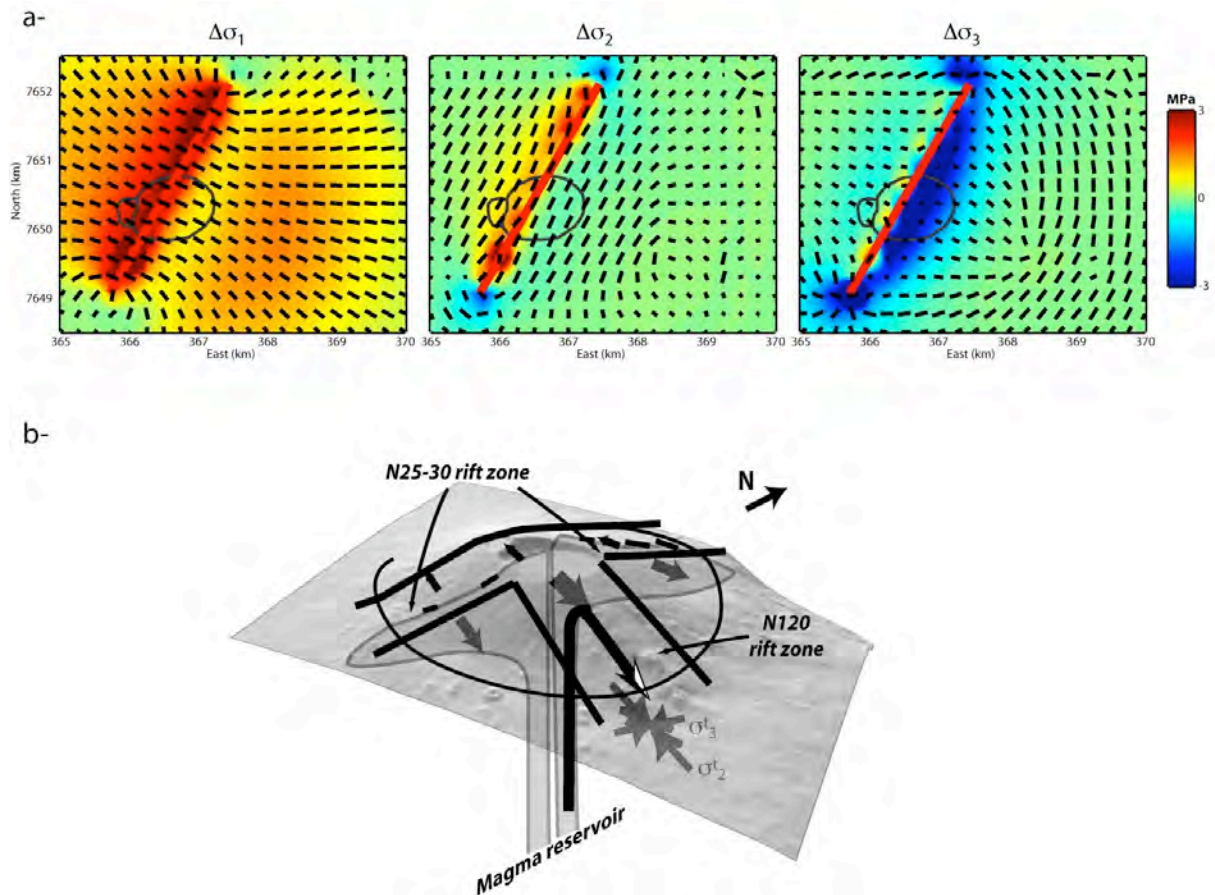 a-
Δσ1
Δσ2
Δσ3
MPa
3
0
-3
North (km)
7652
7651
7650
7649
365 366 367 368 369 370
East (km)
365 366 367 368 369 370
East (km)
365 366 367 368 369 370
East (km)
b-
N25-30 rift zone
N
N120
rift zone
σt3
σt2
Magma reservoir